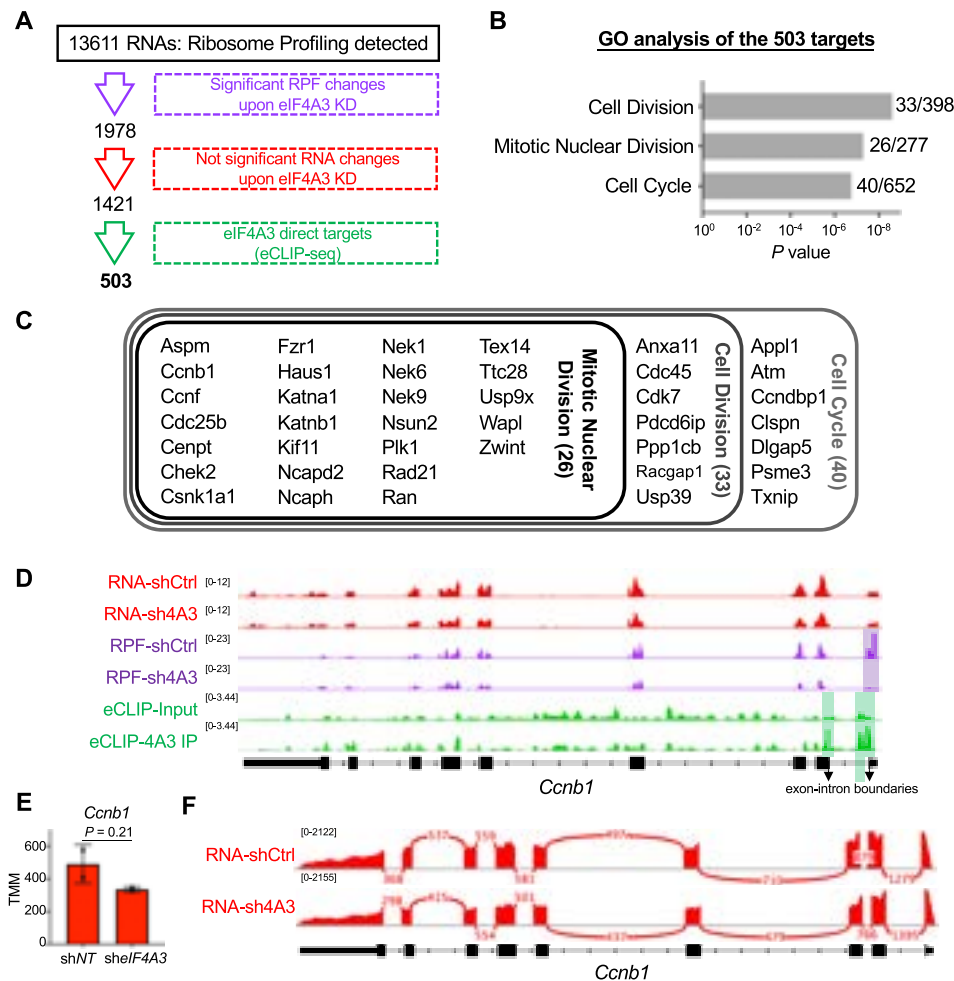 A
13611 RNAs: Ribosome Profiling detected
Significant RPF changes
upon eIF4A3 KD
1978
Not significant RNA changes
upon eIF4A3 KD
1421
eIF4A3 direct targets
(eCLIP-seq)
503
B
GO analysis of the 503 targets
Cell Division
33/398
Mitotic Nuclear Division
26/277
Cell Cycle
40/652
10⁰ 10⁻² 10⁻⁴ 10⁻⁶ 10⁻⁸
P value
C
Aspm Fzr1 Nek1 Tex14 Anxa11 Appl1
Ccnb1 Haus1 Nek6 Ttc28 Cdc45 Atm
Ccnf Katna1 Nek9 Usp9x Cdk7 Ccndbp1
Cdc25b Katnb1 Nsun2 Wapl Pdcd6ip Clspn
Cenpt Kif11 Plk1 Zwint Ppp1cb Dlgap5
Chek2 Ncapd2 Rad21 Racgap1 Psme3
Csnk1a1 Ncaph Ran Usp39 Txnip
Mitotic Nuclear
Division (26)
Cell Division (33)
Cell Cycle (40)
D
RNA-shCtrl [0-12]
RNA-sh4A3 [0-12]
RPF-shCtrl [0-23]
RPF-sh4A3 [0-23]
eCLIP-Input [0-3.44]
eCLIP-4A3 IP [0-3.44]
Ccnb1
exon-intron boundaries
E
Ccnb1
P = 0.21
TMM
600
400
200
0
shNT sheIF4A3
F
[0-2122]
RNA-shCtrl
[0-2155]
RNA-sh4A3
Ccnb1